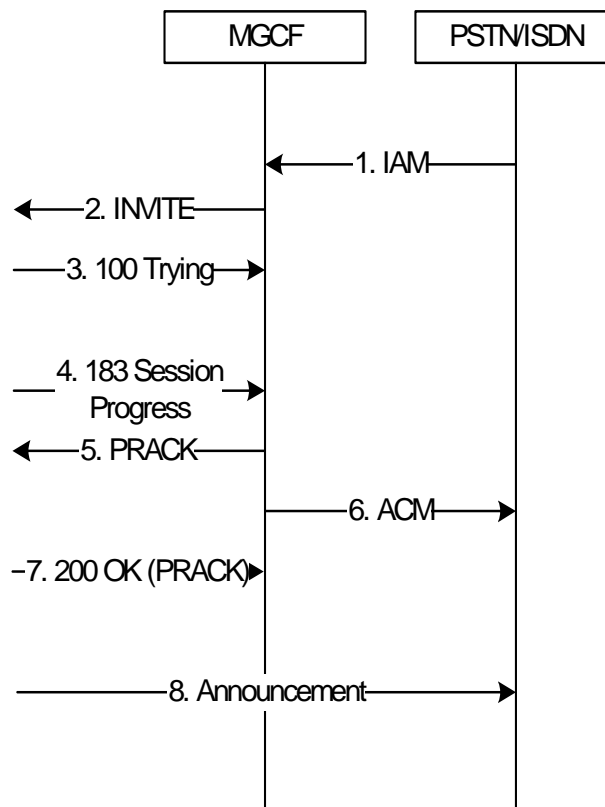 MGCF
PSTN/ISDN
1. IAM
2. INVITE
3. 100 Trying
4. 183 Session
Progress
5. PRACK
6. ACM
7. 200 OK (PRACK)
8. Announcement